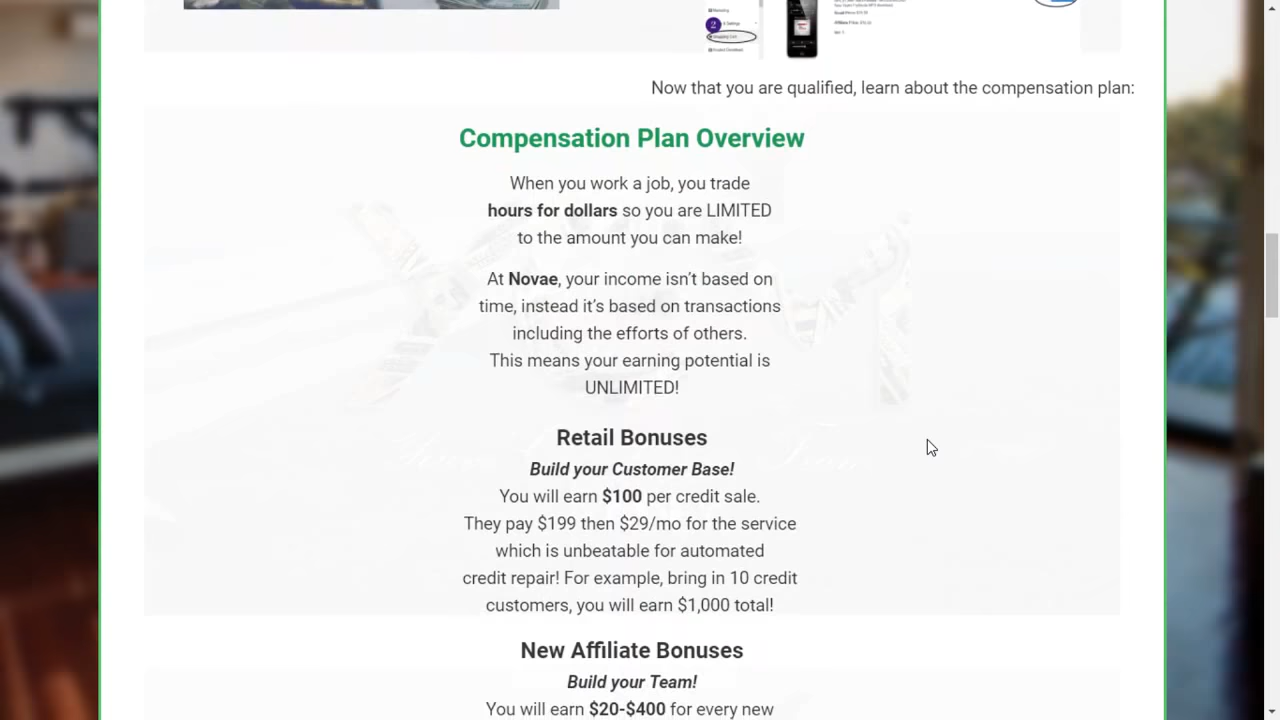 Marketing
2
Shopping Cart
Now that you are qualified, learn about the compensation plan:
Compensation Plan Overview
When you work a job, you trade
hours for dollars so you are LIMITED
to the amount you can make!
At Novae, your income isn’t based on
time, instead it’s based on transactions
including the efforts of others.
This means your earning potential is
UNLIMITED!
Retail Bonuses
Build your Customer Base!
You will earn $100 per credit sale.
They pay $199 then $29/mo for the service
which is unbeatable for automated
credit repair! For example, bring in 10 credit
customers, you will earn $1,000 total!
New Affiliate Bonuses
Build your Team!
You will earn $20-$400 for every new